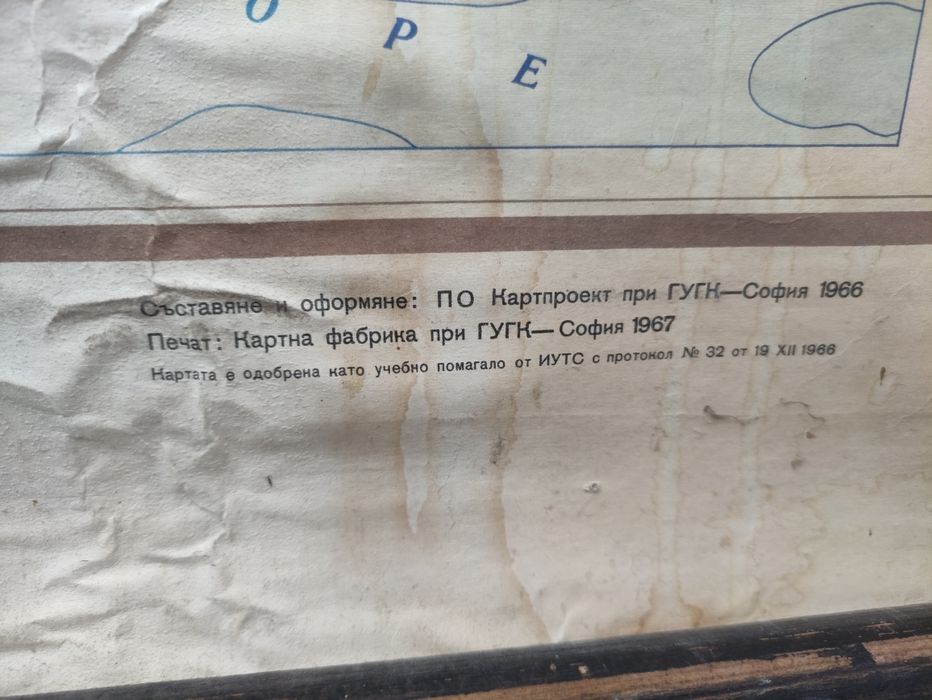 О Р Е
Съставяне и оформяне: ПО Картпроект при ГУГК—София 1966
Печат: Картна фабрика при ГУГК—София 1967
Картата е одобрена като учебно помагало от ИУТС с протокол № 32 от 19 XII 1966